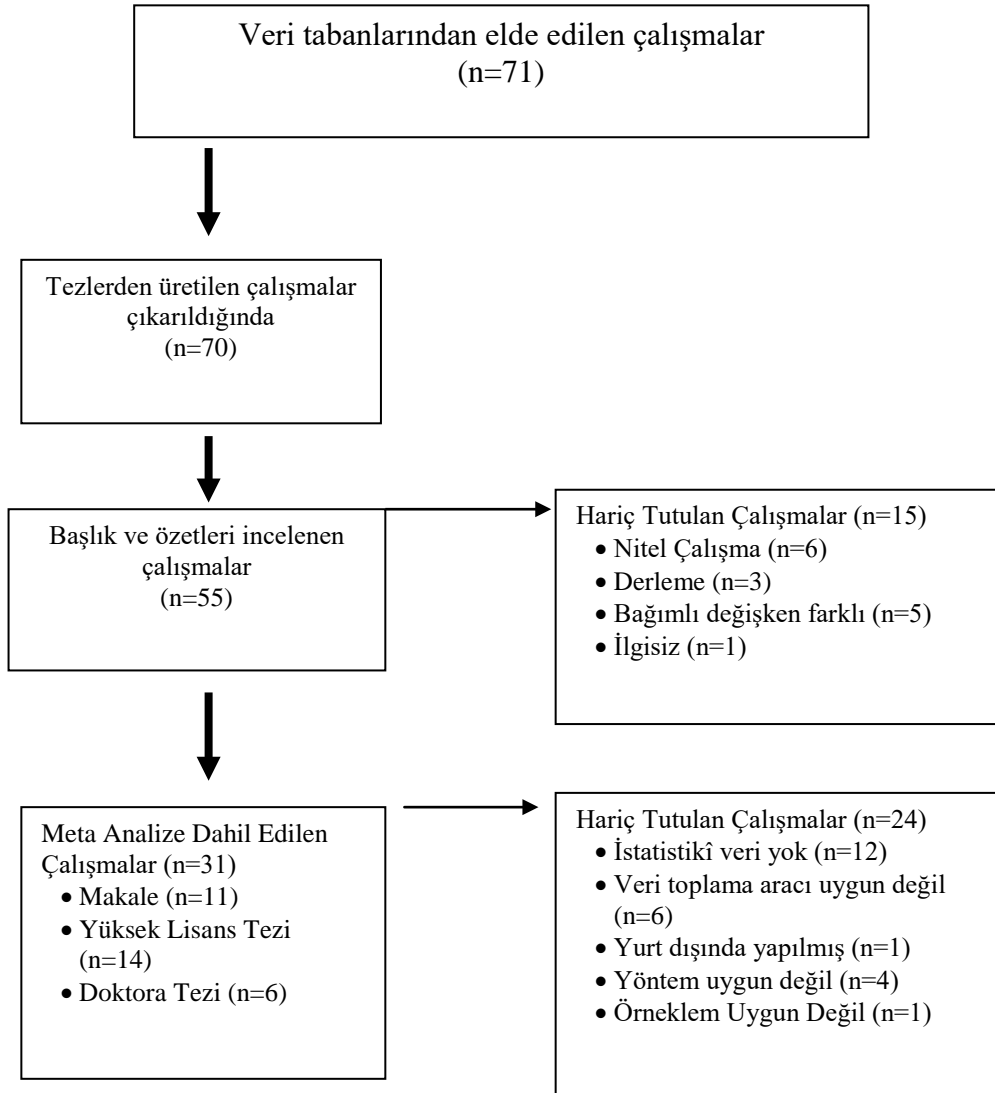 Veri tabanlarından elde edilen çalışmalar
(n=71)
Tezlerden üretilen çalışmalar
çıkarıldığında
(n=70)
Başlık ve özetleri incelenen
çalışmalar
(n=55)
Hariç Tutulan Çalışmalar (n=15)
• Nitel Çalışma (n=6)
• Derleme (n=3)
• Bağımlı değişken farklı (n=5)
• İlgisiz (n=1)
Meta Analize Dahil Edilen
Çalışmalar (n=31)
• Makale (n=11)
• Yüksek Lisans Tezi
(n=14)
• Doktora Tezi (n=6)
Hariç Tutulan Çalışmalar (n=24)
• İstatistikî veri yok (n=12)
• Veri toplama aracı uygun değil
(n=6)
• Yurt dışında yapılmış (n=1)
• Yöntem uygun değil (n=4)
• Örneklem Uygun Değil (n=1)